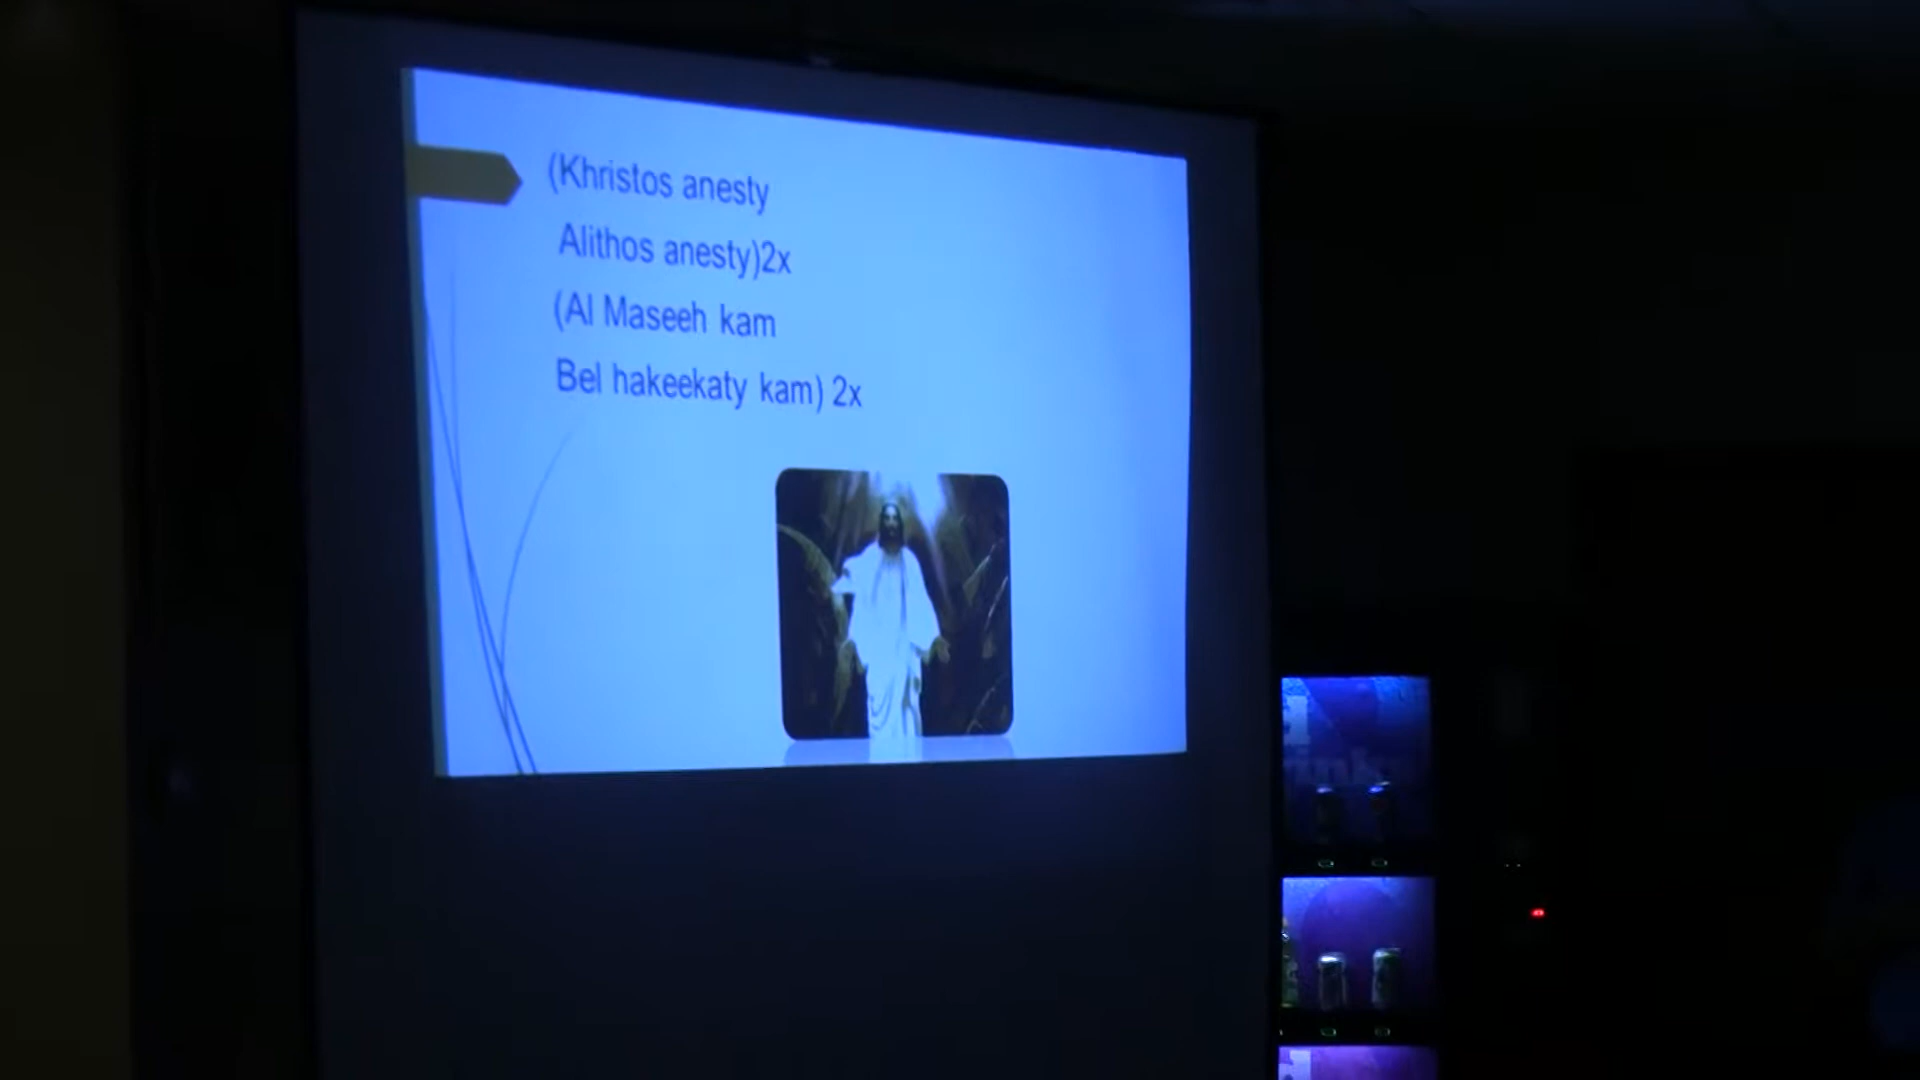 (Khristos anesty
Alithos anesty)2x
(Al Maseeh kam
Bel hakeekaty kam) 2x